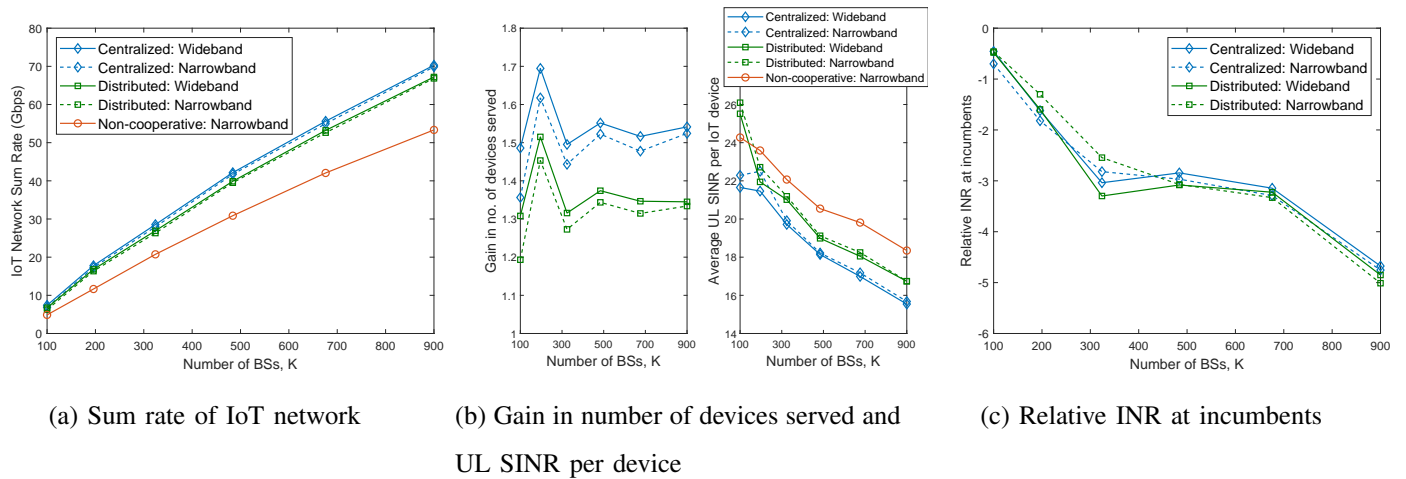 80
70
60
50
40
30
20
10
0
IoT Network Sum Rate (Gbps)
Centralized: Wideband
Centralized: Narrowband
Distributed: Wideband
Distributed: Narrowband
Non-cooperative: Narrowband
100 200 300 400 500 600 700 800 900
Number of BSs, K
(a) Sum rate of IoT network
1.8
1.7
1.6
1.5
1.4
1.3
1.2
1.1
1
Gain in no. of devices served
100 300 500 700 900
Number of BSs, K
Centralized: Wideband
Centralized: Narrowband
Distributed: Wideband
Distributed: Narrowband
Non-cooperative: Narrowband
26
24
22
20
18
16
14
Average UL SINR per IoT device
100 300 500 700 900
Number of BSs, K
(b) Gain in number of devices served and
UL SINR per device
0
-1
-2
-3
-4
-5
-6
Relative INR at incumbents
Centralized: Wideband
Centralized: Narrowband
Distributed: Wideband
Distributed: Narrowband
100 200 300 400 500 600 700 800 900
Number of BSs, K
(c) Relative INR at incumbents